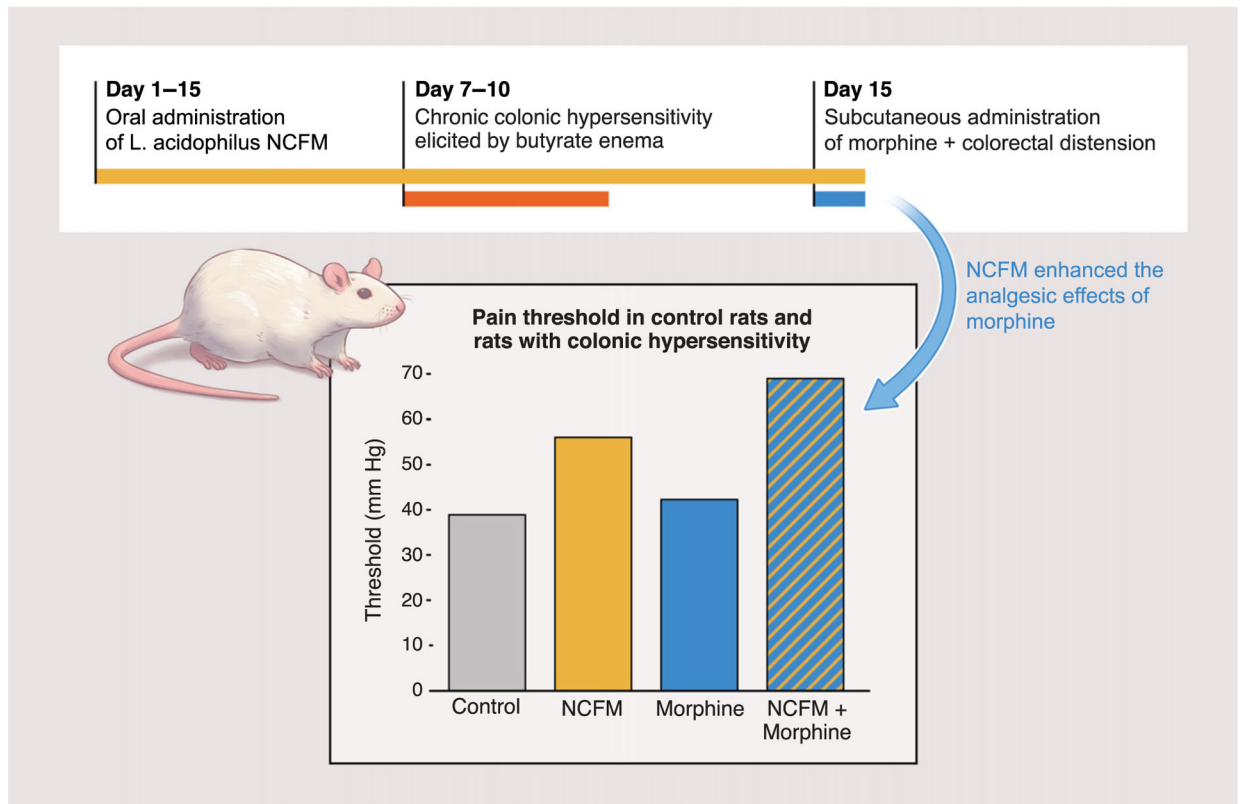 Day 1–15
Oral administration
of L. acidophilus NCFM
Day 7–10
Chronic colonic hypersensitivity
elicited by butyrate enema
Day 15
Subcutaneous administration
of morphine + colorectal distension
NCFM enhanced the
analgesic effects of
morphine
Pain threshold in control rats and
rats with colonic hypersensitivity
Threshold (mm Hg)
70
60
50
40
30
20
10
0
Control
NCFM
Morphine
NCFM +
Morphine